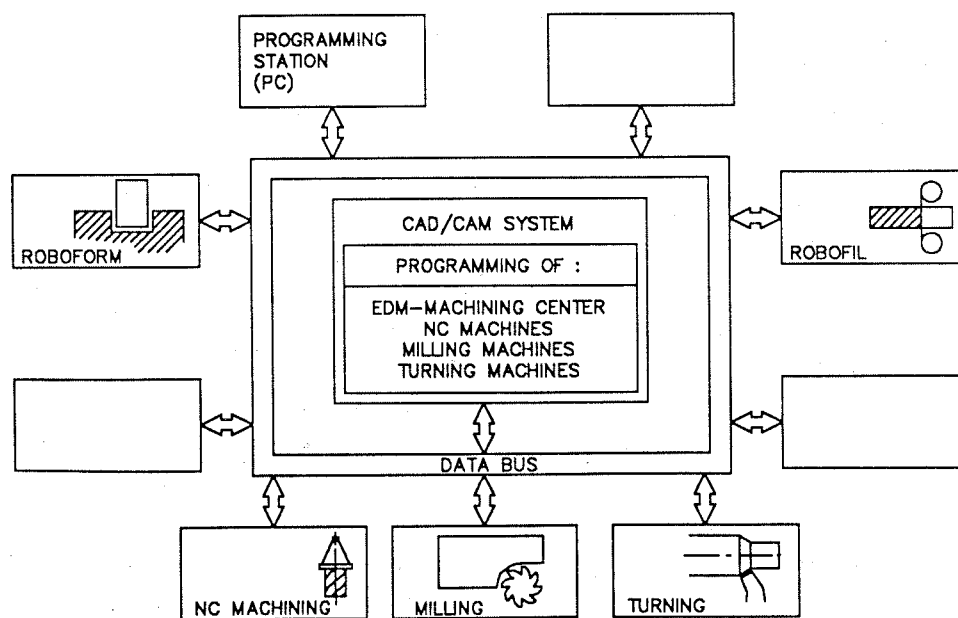 PROGRAMMING
STATION
(PC)
ROBOFORM
CAD/CAM SYSTEM
PROGRAMMING OF :
EDM-MACHINING CENTER
NC MACHINES
MILLING MACHINES
TURNING MACHINES
ROBOFIL
DATA BUS
NC MACHINING
MILLING
TURNING